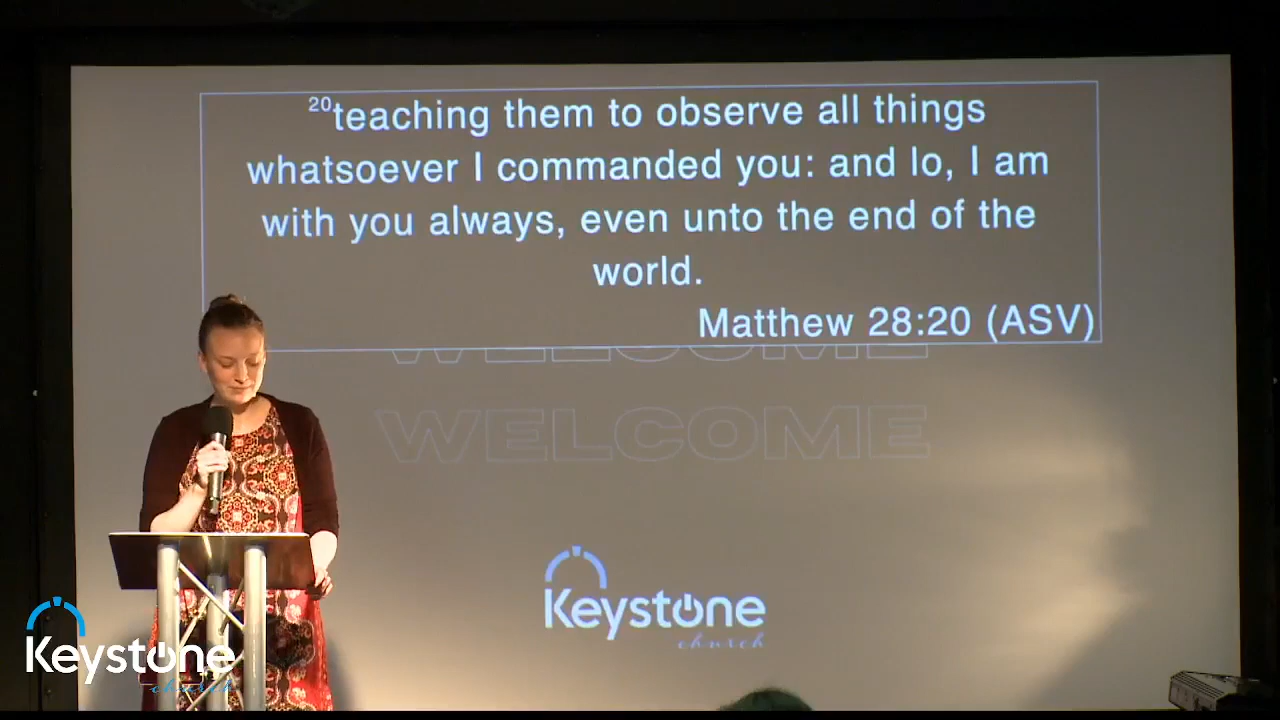 20teaching them to observe all things
whatsoever I commanded you: and lo, I am
with you always, even unto the end of the
world.
Matthew 28:20 (ASV)
WELCOME
WELCOME
Keystone
church
Keystone
church